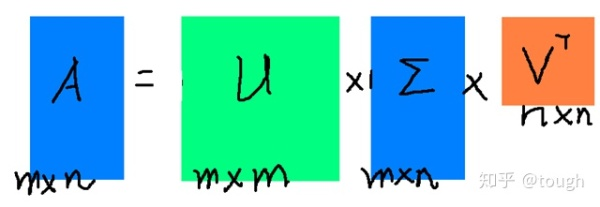 A = U × Σ × Vᵀ
m×n m×m m×n n×n
知乎 @tough